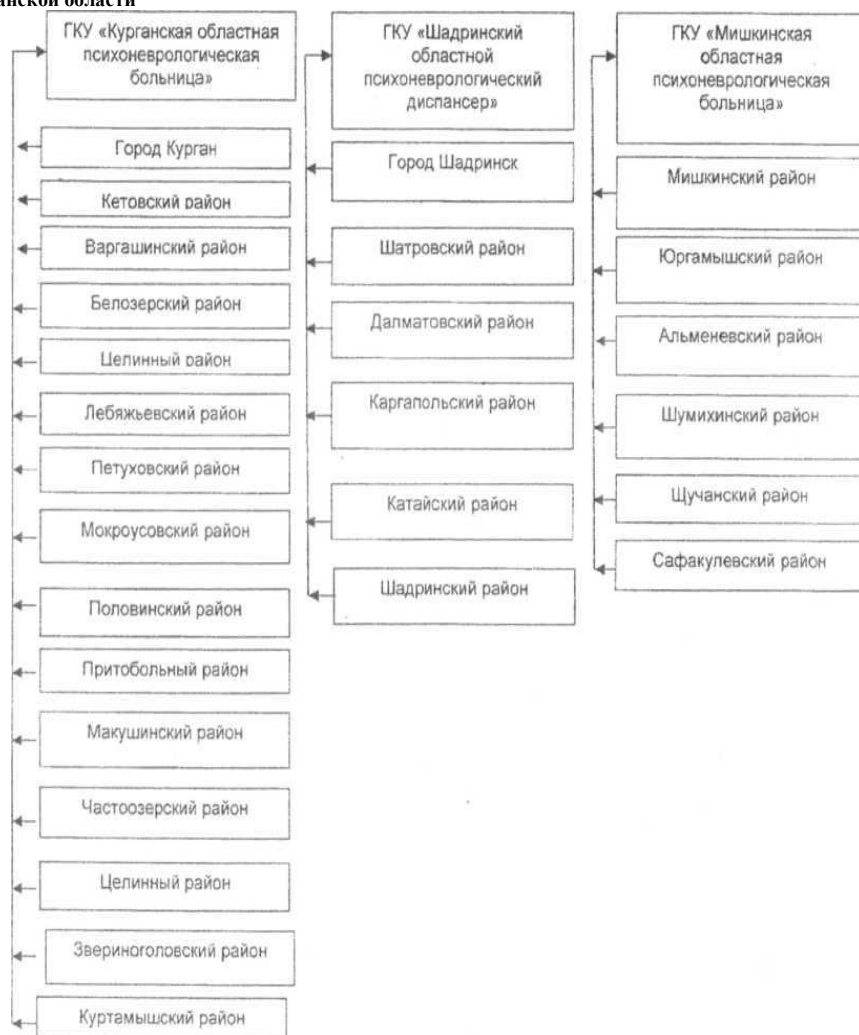 анской области
ГКУ «Курганская областная
психоневрологическая
больница»
Город Курган
Кетовский район
Варгашинский район
Белозерский район
Целинный район
Лебяжьевский район
Петуховский район
Мокроусовский район
Половинский район
Притобольный район
Макушинский район
Частоозерский район
Целинный район
Звериноголовский район
Куртамышский район
ГКУ «Шадринский
областной
психоневрологический
диспансер»
Город Шадринск
Шатровский район
Далматовский район
Каргапольский район
Катайский район
Шадринский район
ГКУ «Мишкинская
областная
психоневрологическая
больница»
Мишкинский район
Юргамышский район
Альменевский район
Шумихинский район
Щучанский район
Сафакулевский район